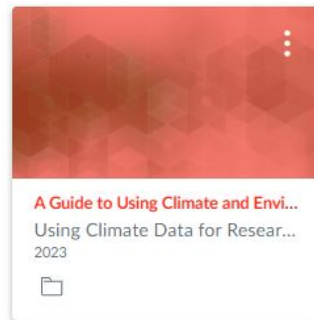 A Guide to Using Climate and Envi...
Using Climate Data for Resear...
2023